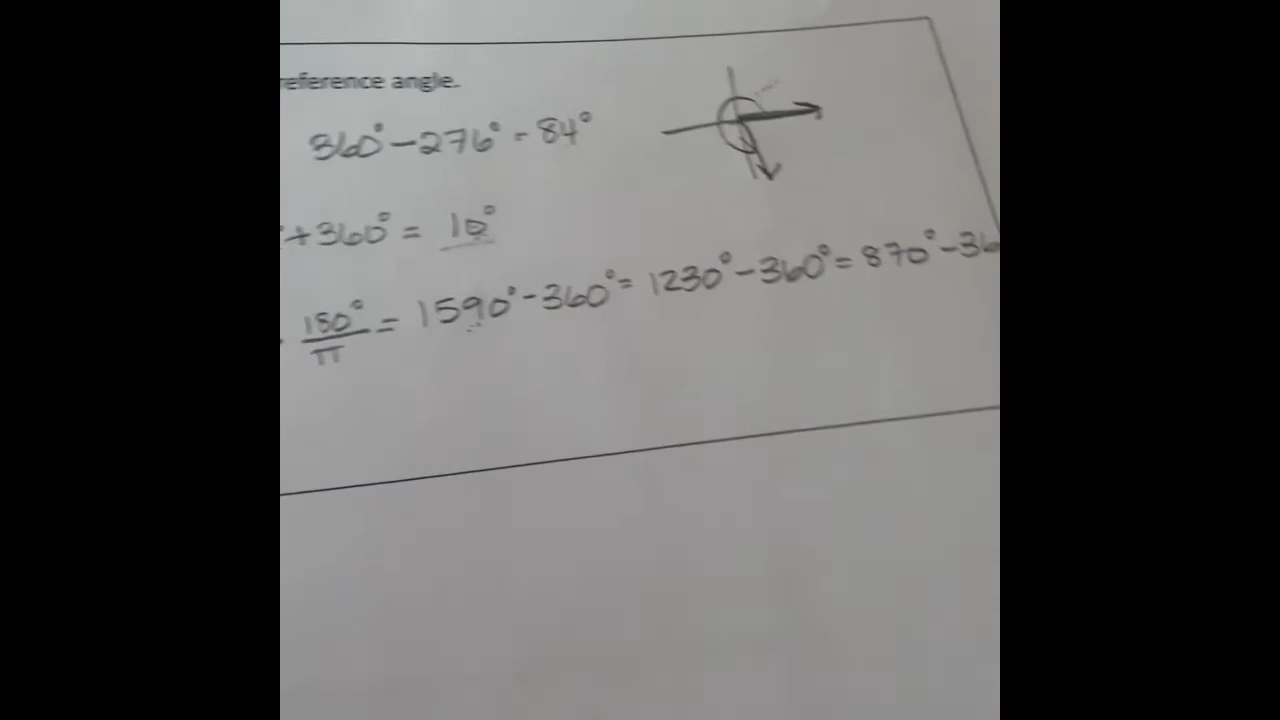 reference angle.
360° - 276° = 84°
+ 360° = 10°
180°/π = 1590° - 360° = 1230° - 360° = 870° - 36